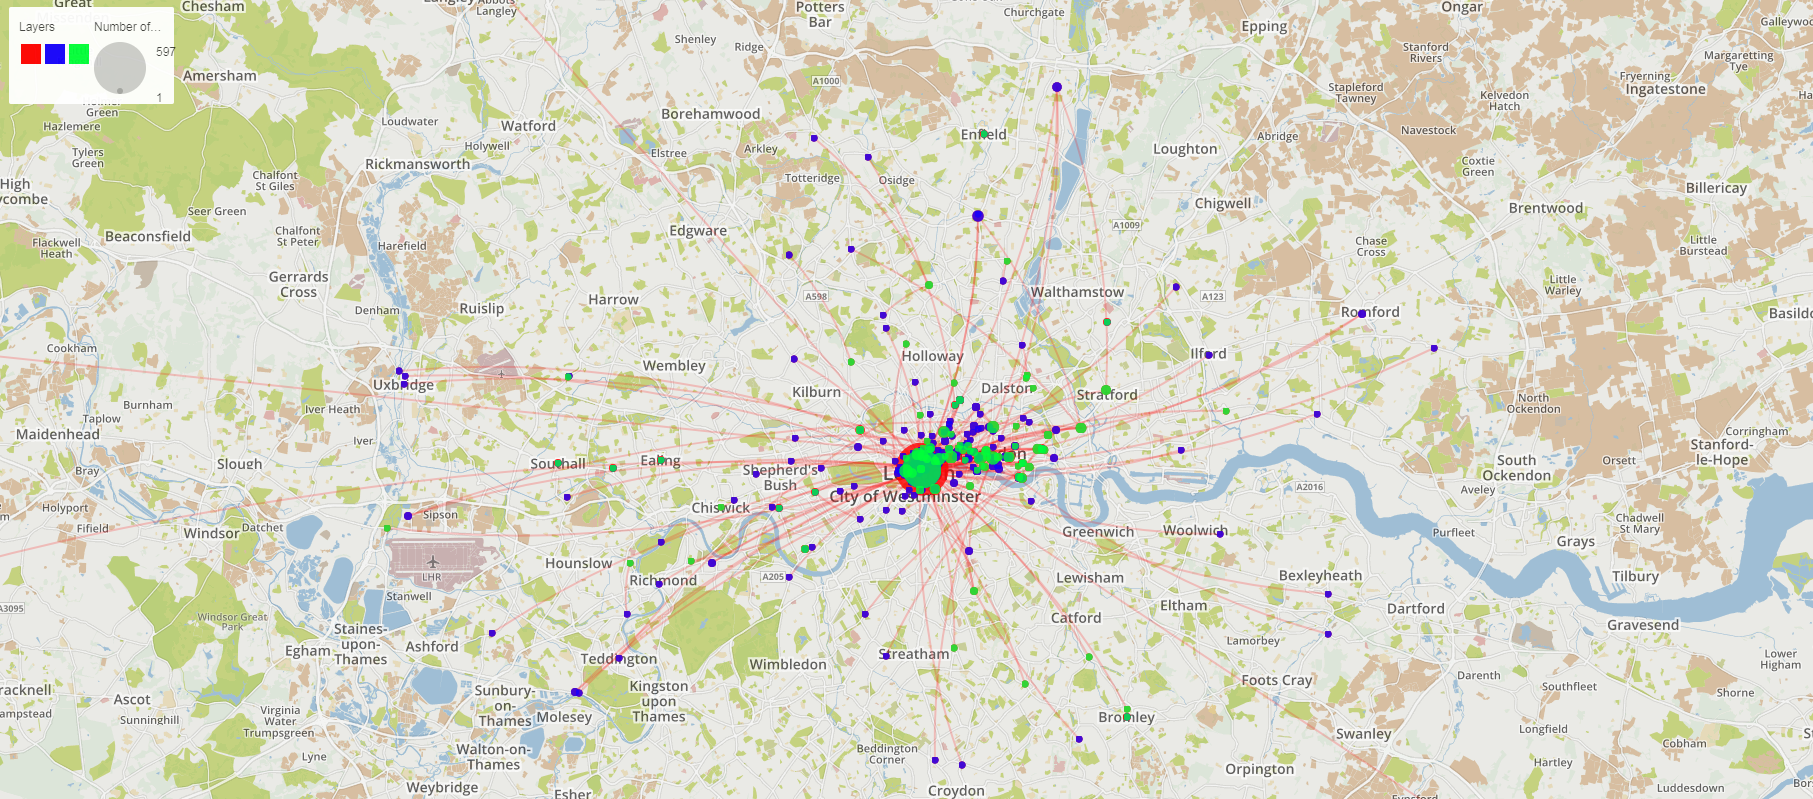 Great
Chesham
Abbots
Langley
Langley
Potters
Bar
Churchgate
Ongar
Layers
Number of...
597
1
Epping
Galleywoo
Shenley
Ridge
Stanford
Rivers
Margaretting
Tye
Amersham
A1000
Fryerning
Ingatestone
Stapleford
Tawney
Kelvedon
Hatch
Holmer
Green
Hazlemere
Loudwater
Watford
Borehamwood
Enfield
Abridge
Navestock
Tylers
Green
Holywell
Elstree
Arkley
Loughton
Rickmansworth
Coxtie
Green
High
ycombe
Chalfont
St Giles
Totteridge
Osidge
Billericay
Seer Green
Chigwell
Brentwood
Beaconsfield
Chalfont
St Peter
Edgware
A1009
Flackwell
Heath
Harefield
Chase
Cross
Little
Burstead
Gerrards
Cross
Harrow
A598
Walthamstow
A123
Little
Warley
Denham
Ruislip
Romford
Basildo
Cookham
Holloway
Ilford
Wembley
Uxbridge
Kilburn
Dalston
Stratford
Burnham
Iver Heath
North
Ockendon
Taplow
Maidenhead
Iver
Corringham
Bray
Slough
Southall
Ealing
Shepherd's
Bush
South
Ockendon
Orsett
Stanford-
le-Hope
City of Westminster
A2016
Aveley
Holyport
Chiswick
Fifield
Datchet
Sipson
Windsor
Greenwich
Woolwich
Purfleet
Chadwell
St Mary
Grays
Hounslow
LHR
Richmond
A205
Lewisham
Bexleyheath
Tilbury
Stanwell
A3095
Windsor Great
Park
Eltham
Dartford
Catford
Gravesend
Staines-
upon-
Thames
Egham
Ashford
Teddington
Wimbledon
Streatham
Lamorbey
Lower
Higham
racknell
Ascot
Sunbury-
on-
Thames
Kingston
upon
Thames
Foots Cray
Darenth
Southfleet
Shorne
ampstead
Sunninghill
Virginia
Water
Trumpsgreen
Molesey
Bromley
Longfield
Swanley
Cobham
Walton-on-
Thames
Lyne
Beddington
Corner
Orpington
Hartley
Weybridge
Esher
Croydon
Eynsford
Luddesdown